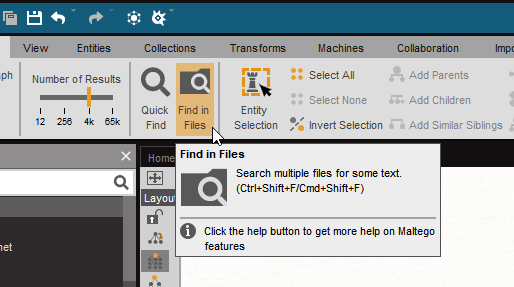 View Entities Collections Transforms Machines Collaboration
Number of Results
12 256 4k 65k
Quick
Find
Find in
Files
Entity
Selection
Select All
Select None
Invert Selection
Add Parents
Add Children
Add Similar Siblings
Home
Layou
net
Find in Files
Search multiple files for some text.
(Ctrl+Shift+F/Cmd+Shift+F)
Click the help button to get more help on Maltego
features